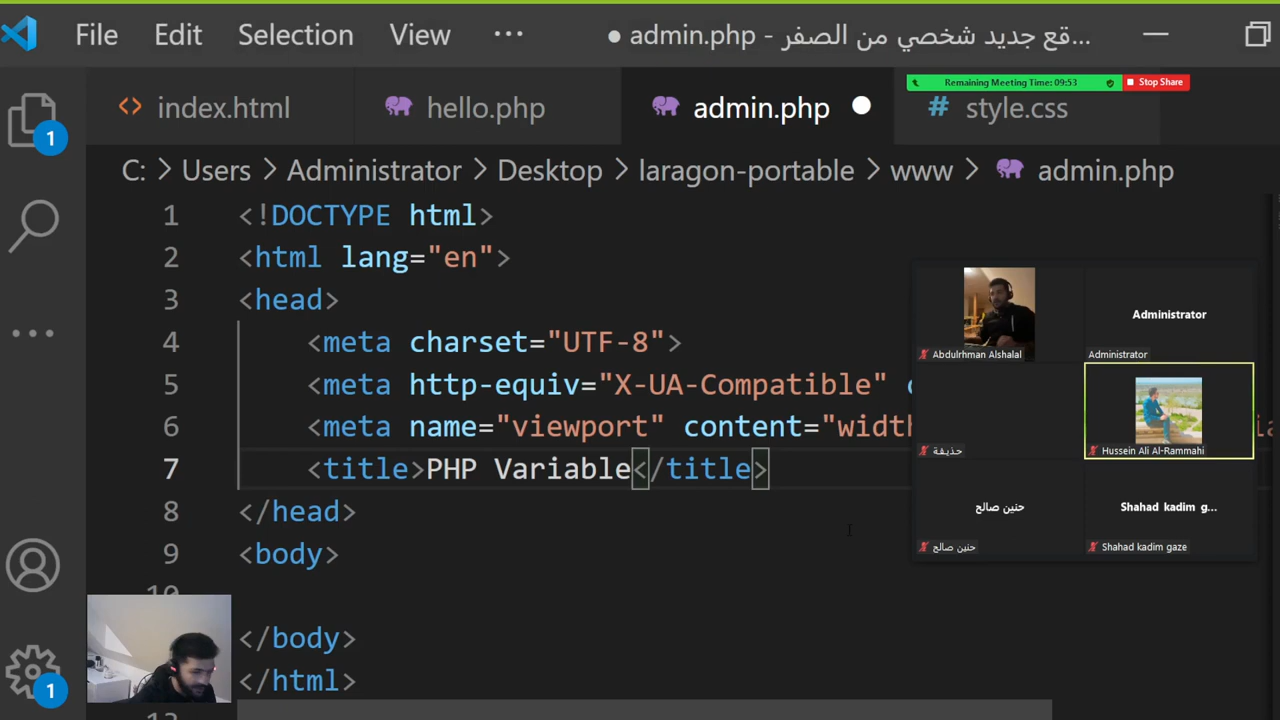 File Edit Selection View ··· ● admin.php - قع جديد شخصي من الصفر...
Remaining Meeting Time: 09:53 Stop Share
index.html hello.php admin.php style.css
C: > Users > Administrator > Desktop > laragon-portable > www > admin.php
1 <!DOCTYPE html>
2 <html lang="en">
3 <head>
4 <meta charset="UTF-8">
5 <meta http-equiv="X-UA-Compatible"
6 <meta name="viewport" content="width
7 <title>PHP Variable</title>
8 </head>
9 <body>
10
</body>
</html>
1
1
Abdulrhman Alshalal
Administrator
Administrator
حذيفة
Hussein Ali Al-Rammahi
حنين صالح
حنين صالح
Shahad kadim g...
Shahad kadim gaze